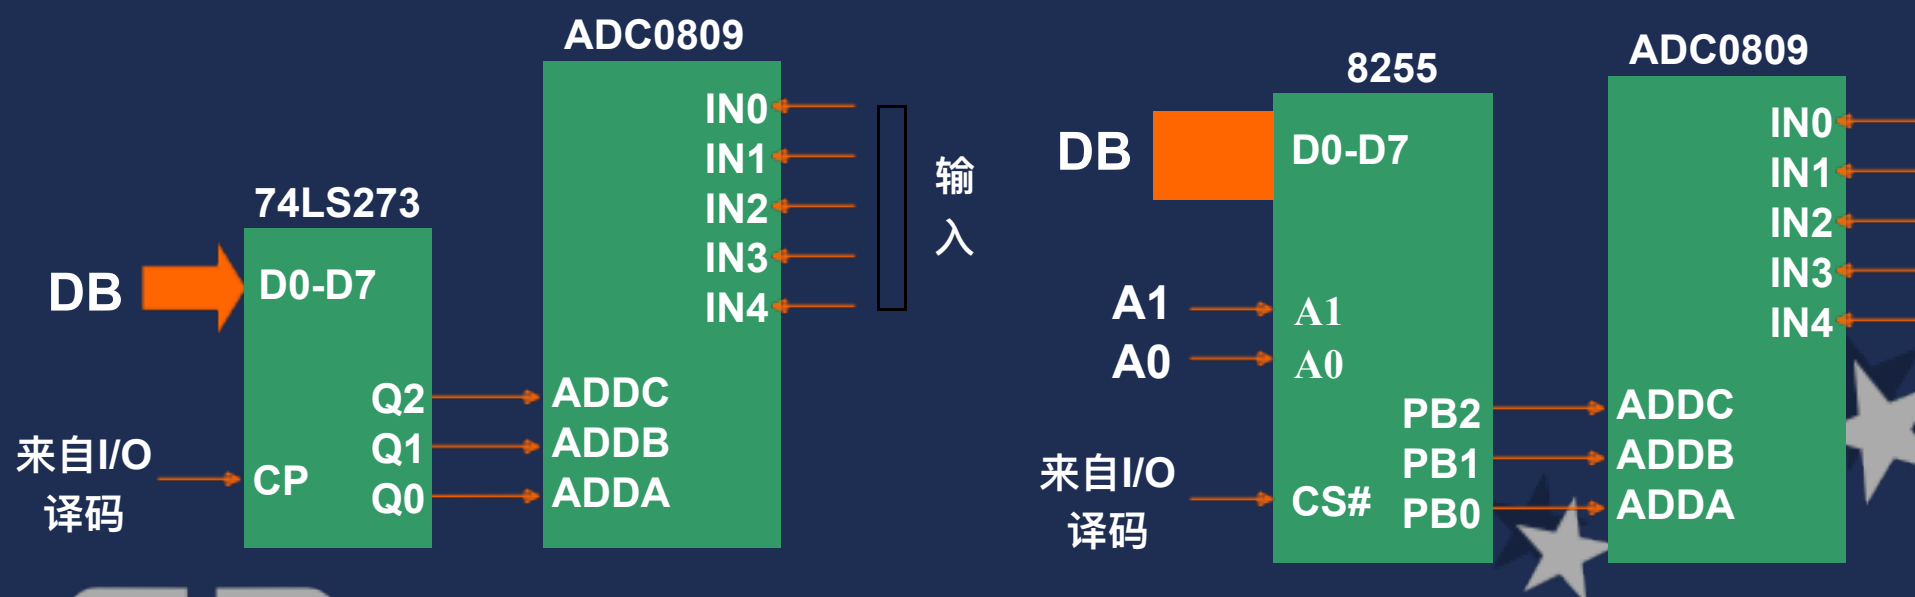 ADC0809
IN0
IN1
IN2
IN3
IN4
输
入
74LS273
DB
D0-D7
Q2
Q1
Q0
ADDC
ADDB
ADDA
来自I/O
译码
CP
8255
DB
D0-D7
A1
A1
A0
A0
PB2
PB1
PB0
来自I/O
译码
CS#
ADC0809
IN0
IN1
IN2
IN3
IN4
ADDC
ADDB
ADDA